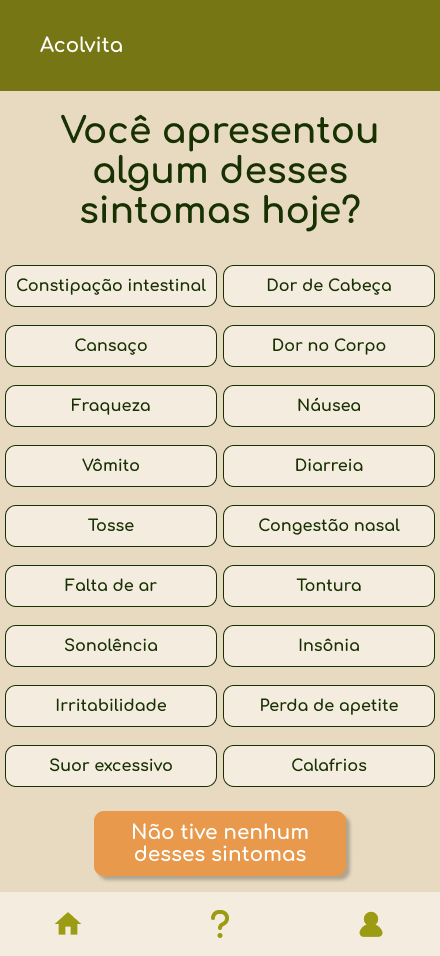 Acolvita
Você apresentou
algum desses
sintomas hoje?
Constipação intestinal
Dor de Cabeça
Cansaço
Dor no Corpo
Fraqueza
Náusea
Vômito
Diarreia
Tosse
Congestão nasal
Falta de ar
Tontura
Sonolência
Insônia
Irritabilidade
Perda de apetite
Suor excessivo
Calafrios
Não tive nenhum
desses sintomas
?